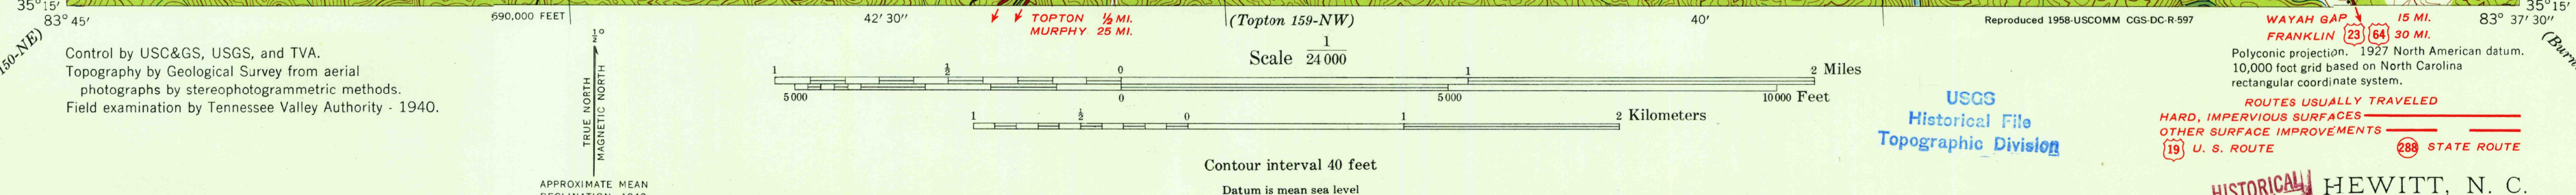 35°15'
83°45'
690,000 FEET
42'30"
TOPTON ½ MI.
MURPHY 25 MI.
(Topton 159-NW)
40'
Reproduced 1958-USCOMM CGS-DC-R-597
WAYAH GAP 15 MI.
FRANKLIN 23 64 30 MI.
35°15'
83° 37' 30"
150-NE)
(Burn
Control by USC&GS, USGS, and TVA.
Topography by Geological Survey from aerial
photographs by stereophotogrammetric methods.
Field examination by Tennessee Valley Authority - 1940.
½°
TRUE NORTH
MAGNETIC NORTH
APPROXIMATE MEAN
Scale 1/24 000
1 ½ 0 1 2 Miles
5000 0 5000 10000 Feet
1 ½ 0 1 2 Kilometers
Contour interval 40 feet
Datum is mean sea level
USGS
Historical File
Topographic Division
Polyconic projection. 1927 North American datum.
10,000 foot grid based on North Carolina
rectangular coordinate system.
ROUTES USUALLY TRAVELED
HARD, IMPERVIOUS SURFACES
OTHER SURFACE IMPROVEMENTS
19 U. S. ROUTE 288 STATE ROUTE
HISTORICAL
HEWITT, N. C.